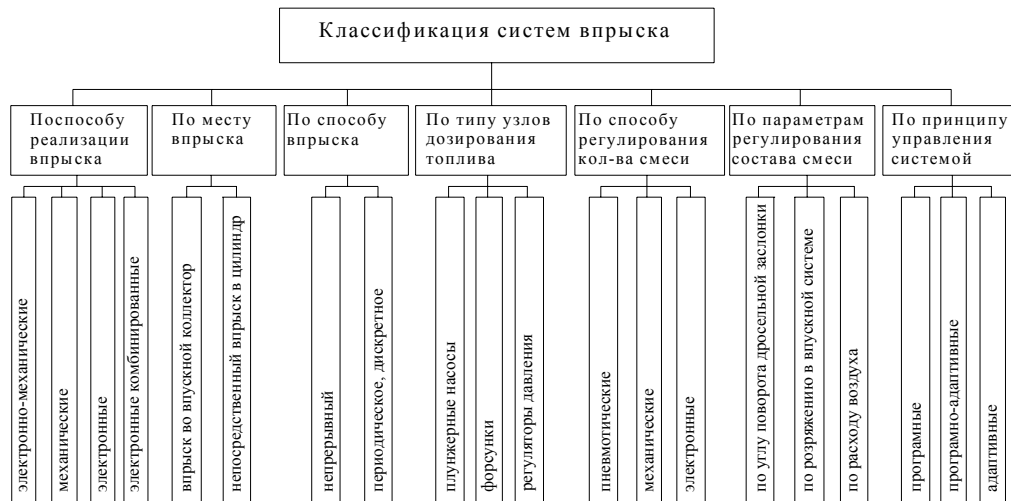 Классификация систем впрыска
Поспособу
реализации
впрыска
По месту
впрыска
По способу
впрыска
По типу узлов
дозирования
топлива
По способу
регулирования
кол-ва смеси
По параметрам
регулирования
состава смеси
По принципу
управления
системой
электронно-механические
механические
электронные
электронные комбинированные
впрыск во впускной коллектор
непосредственный впрыск в цилиндр
непрерывный
периодическое, дискретное
плунжерные насосы
форсунки
регуляторы давления
пневмотические
механические
электронные
по углу поворота дросельной заслонки
по розряжению в впускной системе
по расходу воздуха
програмные
програмно-адаптивные
адаптивные